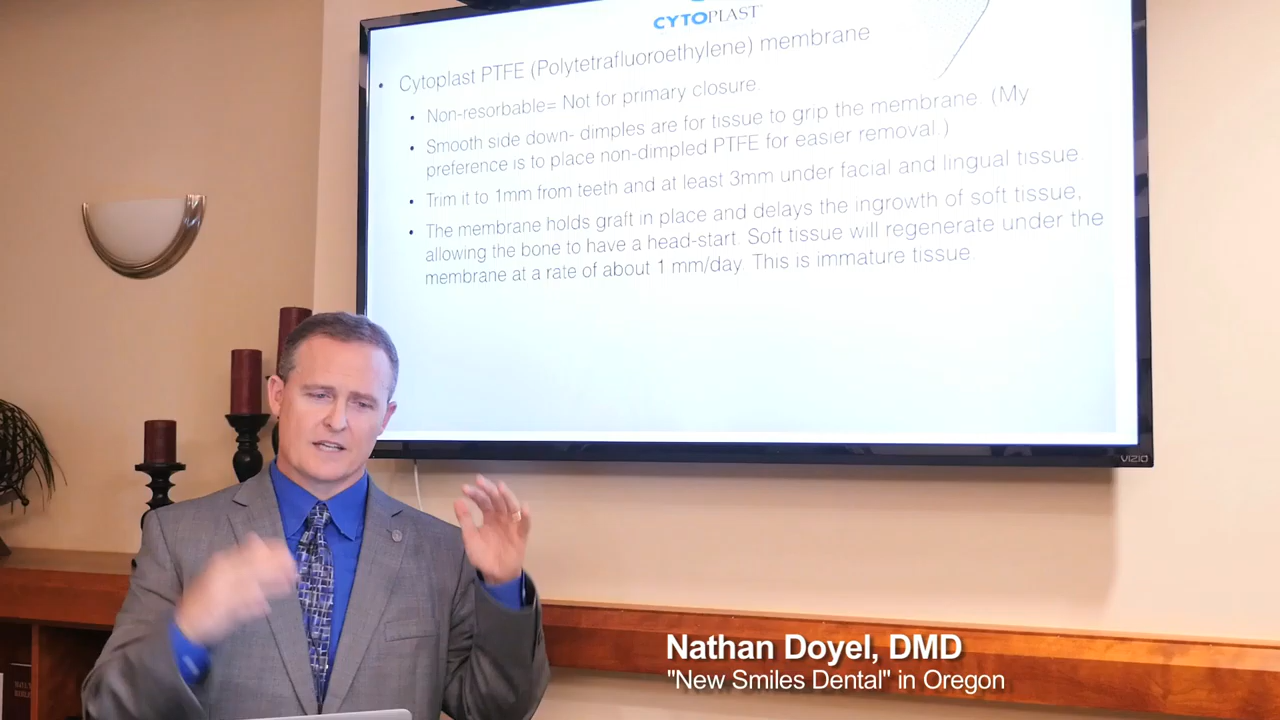 CYTOPLAST
• Cytoplast PTFE (Polytetrafluoroethylene) membrane
• Non-resorbable= Not for primary closure.
• Smooth side down- dimples are for tissue to grip the membrane. (My
preference is to place non-dimpled PTFE for easier removal.)
• Trim it to 1mm from teeth and at least 3mm under facial and lingual tissue.
• The membrane holds graft in place and delays the ingrowth of soft tissue,
allowing the bone to have a head-start. Soft tissue will regenerate under the
membrane at a rate of about 1 mm/day. This is immature tissue
VIZIO
Nathan Doyel, DMD
"New Smiles Dental" in Oregon